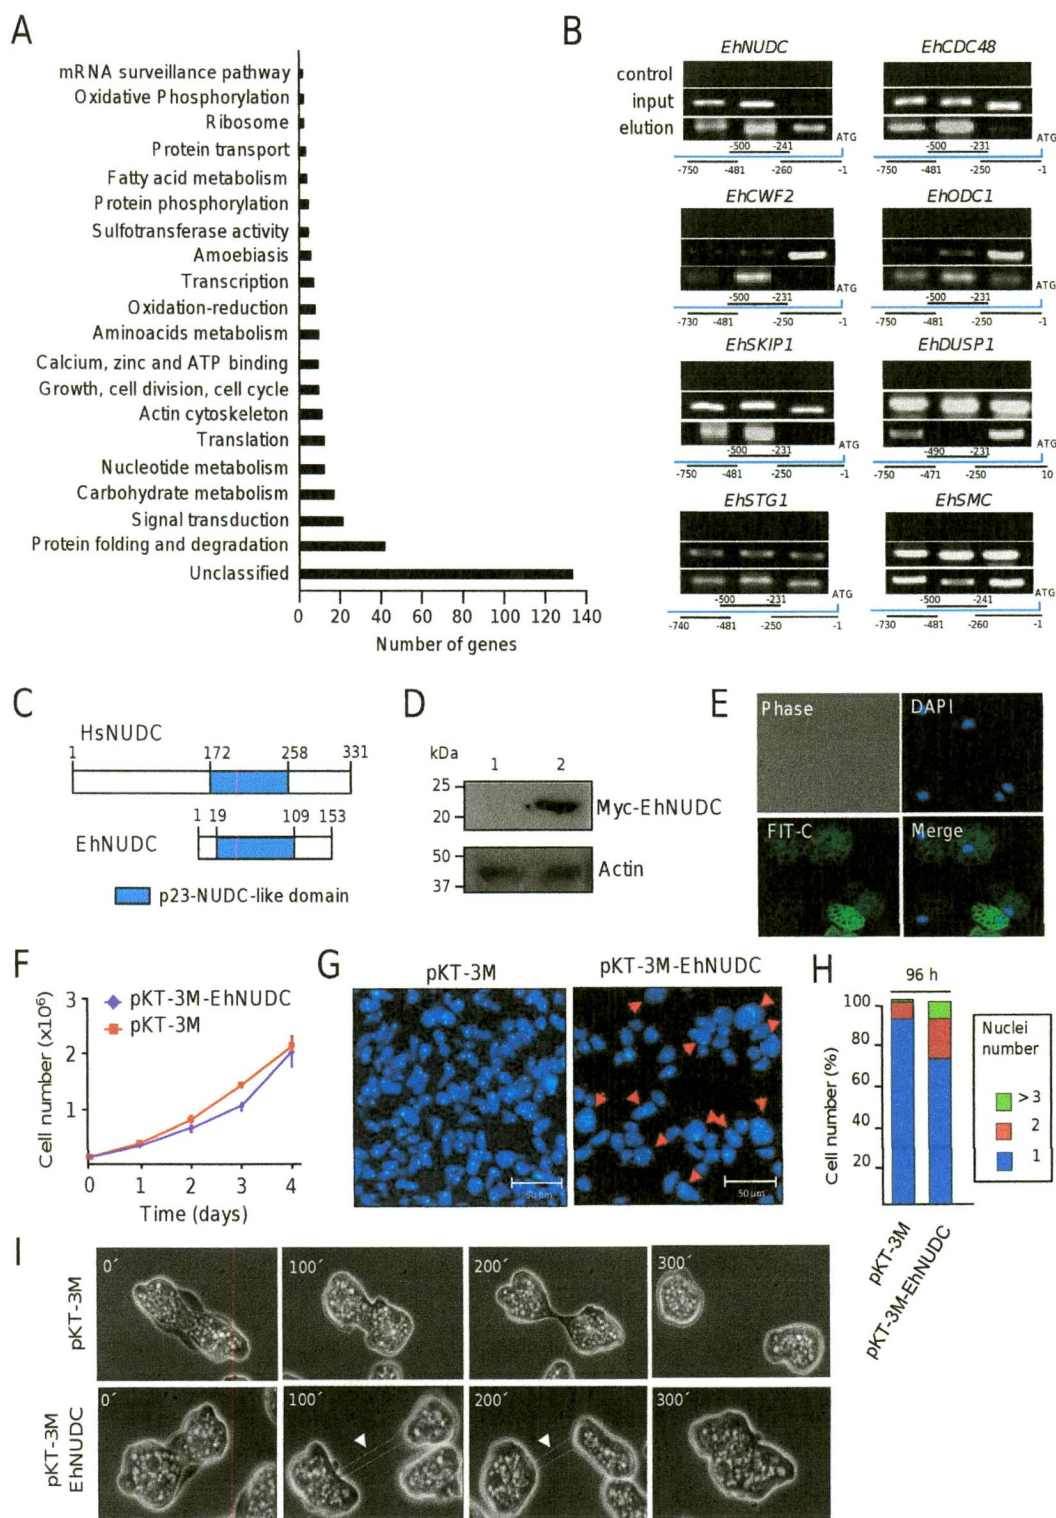 A
mRNA surveillance pathway
Oxidative Phosphorylation
Ribosome
Protein transport
Fatty acid metabolism
Protein phosphorylation
Sulfotransferase activity
Amoebiasis
Transcription
Oxidation-reduction
Aminoacids metabolism
Calcium, zinc and ATP binding
Growth, cell division, cell cycle
Actin cytoskeleton
Translation
Nucleotide metabolism
Carbohydrate metabolism
Signal transduction
Protein folding and degradation
Unclassified
0 20 40 60 80 100 120 140
Number of genes
B
EhNUDC
control
input
elution
-500 -241
ATG
-750 -481 -260 -1
EhCDC48
-500 -231
ATG
-750 -481 -250 -1
EhCWF2
-500 -231
ATG
-730 -481 -250 -1
EhODC1
-500 -231
ATG
-750 -481 -250 -1
EhSKIP1
-500 -231
ATG
-750 -481 -250 -1
EhDUSP1
-490 -231
ATG
-750 -471 -250 10
EhSTG1
-500 -231
ATG
-740 -481 -250 -1
EhSMC
-500 -241
ATG
-730 -481 -260 -1
C
HsNUDC
1 172 258 331
1 19 109 153
EhNUDC
p23-NUDC-like domain
D
kDa
1 2
25
20
Myc-EhNUDC
50
37
Actin
E
Phase
DAPI
FIT-C
Merge
F
pKT-3M-EhNUDC
pKT-3M
3
2
1
Cell number (x10⁶)
0 1 2 3 4
Time (days)
G
pKT-3M
pKT-3M-EhNUDC
50 µm
50 µm
H
96 h
100
80
60
40
20
Cell number (%)
pKT-3M
pKT-3M-EhNUDC
Nuclei
number
>3
2
1
I
pKT-3M
0´
100´
200´
300´
pKT-3M
EhNUDC
0´
100´
200´
300´